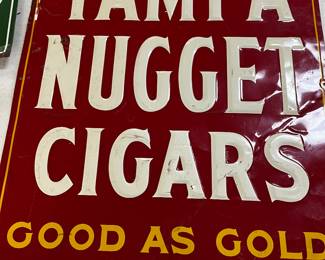 TAMPA
NUGGET
CIGARS
GOOD AS GOLD